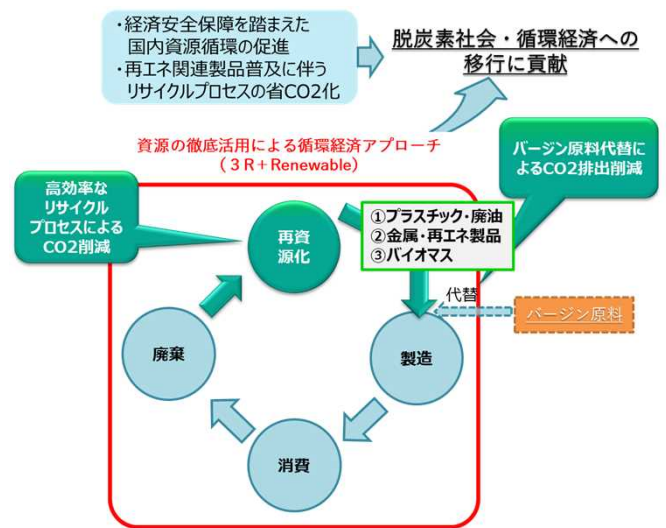 ・経済安全保障を踏まえた
国内資源循環の促進
・再エネ関連製品普及に伴う
リサイクルプロセスの省CO2化
脱炭素社会・循環経済への
移行に貢献
資源の徹底活用による循環経済アプローチ
（３R＋Renewable）
バージン原料代替に
よるCO2排出削減
高効率な
リサイクル
プロセスによる
CO2削減
再資
源化
①プラスチック・廃油
②金属・再エネ製品
③バイオマス
代替
バージン原料
廃棄
製造
消費